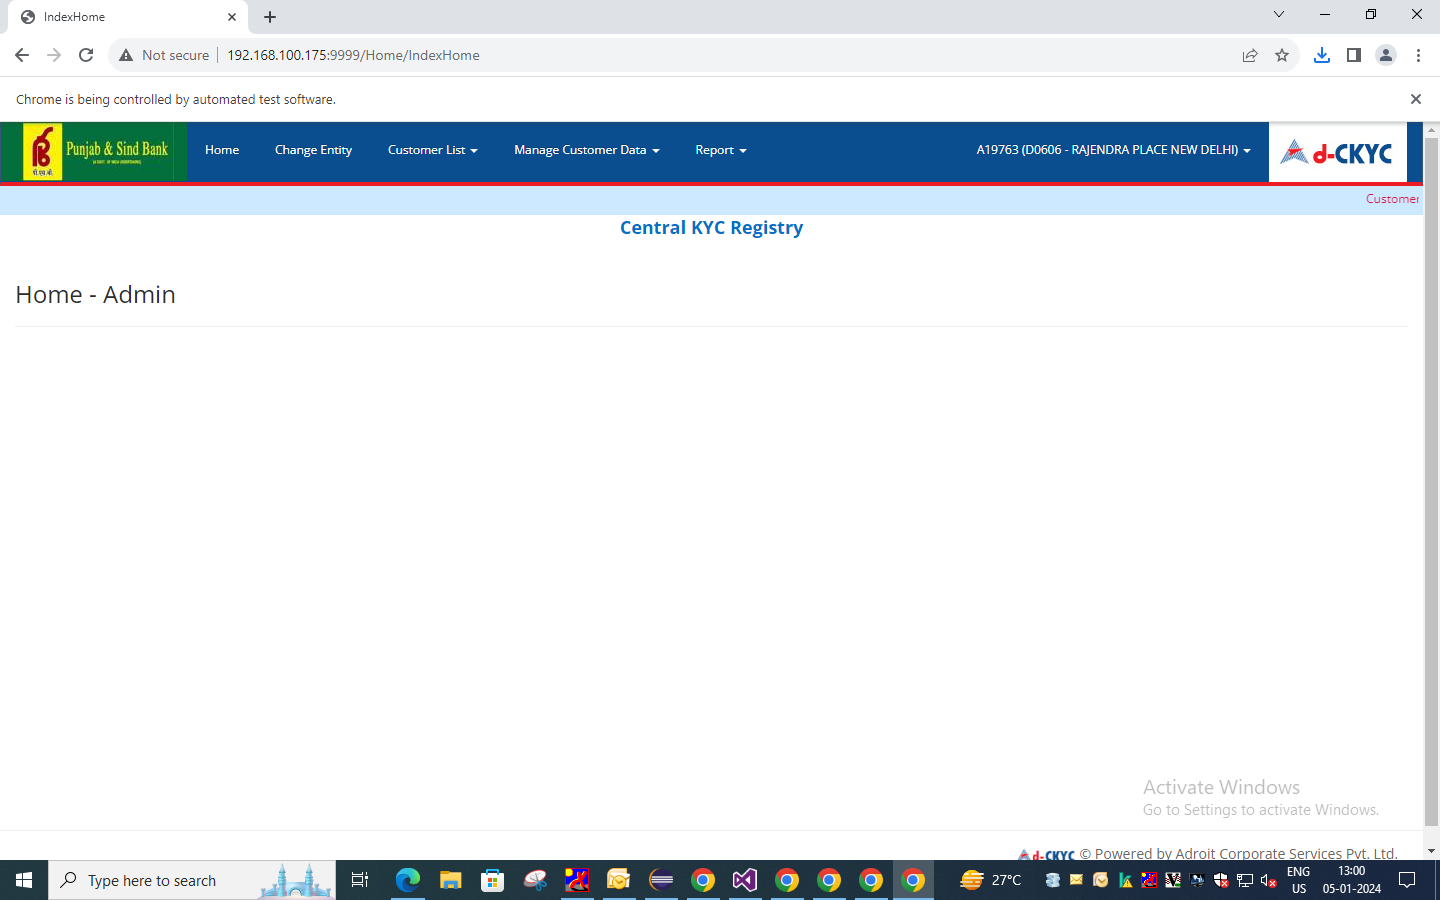 IndexHome
Not secure
192.168.100.175:9999/Home/IndexHome
Chrome is being controlled by automated test software.
पी.एस.बी.
Punjab & Sind Bank
Home
Change Entity
Customer List
Manage Customer Data
Report
A19763 (D0606 - RAJENDRA PLACE NEW DELHI)
d-CKYC
Customer
Central KYC Registry
Home - Admin
Activate Windows
Go to Settings to activate Windows.
d-CKYC © Powered by Adroit Corporate Services Pvt. Ltd.
Type here to search
27°C
ENG
US
13:00
05-01-2024